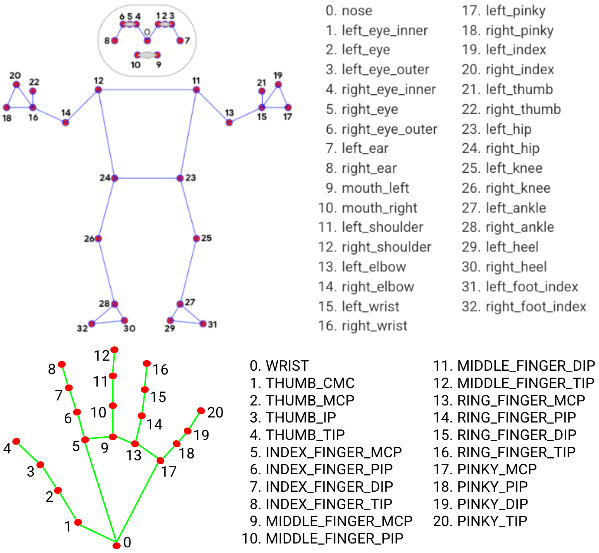 6 5 4 1 2 3
8 0 7
10 9
20 22 12 11 21 19
18 16 14 13 15 17
24 23
26 25
28 27
32 30 29 31
0. nose
1. left_eye_inner
2. left_eye
3. left_eye_outer
4. right_eye_inner
5. right_eye
6. right_eye_outer
7. left_ear
8. right_ear
9. mouth_left
10. mouth_right
11. left_shoulder
12. right_shoulder
13. left_elbow
14. right_elbow
15. left_wrist
16. right_wrist
17. left_pinky
18. right_pinky
19. left_index
20. right_index
21. left_thumb
22. right_thumb
23. left_hip
24. right_hip
25. left_knee
26. right_knee
27. left_ankle
28. right_ankle
29. left_heel
30. right_heel
31. left_foot_index
32. right_foot_index
12
8 16
11
7 15
20
6 10 14
19
4 5 9 13 18
3 17
2
1
0
0. WRIST
1. THUMB_CMC
2. THUMB_MCP
3. THUMB_IP
4. THUMB_TIP
5. INDEX_FINGER_MCP
6. INDEX_FINGER_PIP
7. INDEX_FINGER_DIP
8. INDEX_FINGER_TIP
9. MIDDLE_FINGER_MCP
10. MIDDLE_FINGER_PIP
11. MIDDLE_FINGER_DIP
12. MIDDLE_FINGER_TIP
13. RING_FINGER_MCP
14. RING_FINGER_PIP
15. RING_FINGER_DIP
16. RING_FINGER_TIP
17. PINKY_MCP
18. PINKY_PIP
19. PINKY_DIP
20. PINKY_TIP